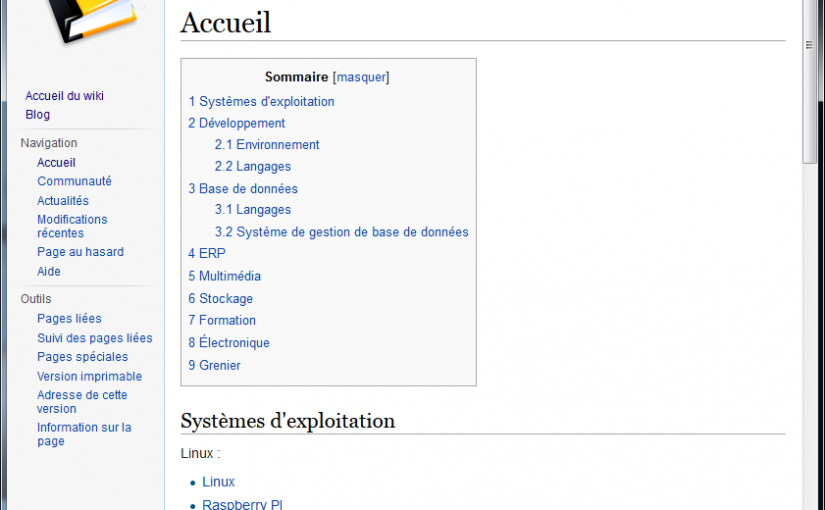 Accueil du wiki
Blog
Navigation
Accueil
Communauté
Actualités
Modifications
récentes
Page au hasard
Aide
Outils
Pages liées
Suivi des pages liées
Pages spéciales
Version imprimable
Adresse de cette
version
Information sur la
page
Accueil
Sommaire [masquer]
1 Systèmes d'exploitation
2 Développement
2.1 Environnement
2.2 Langages
3 Base de données
3.1 Langages
3.2 Système de gestion de base de données
4 ERP
5 Multimédia
6 Stockage
7 Formation
8 Électronique
9 Grenier
Systèmes d'exploitation
Linux :
Linux
Raspberry PI